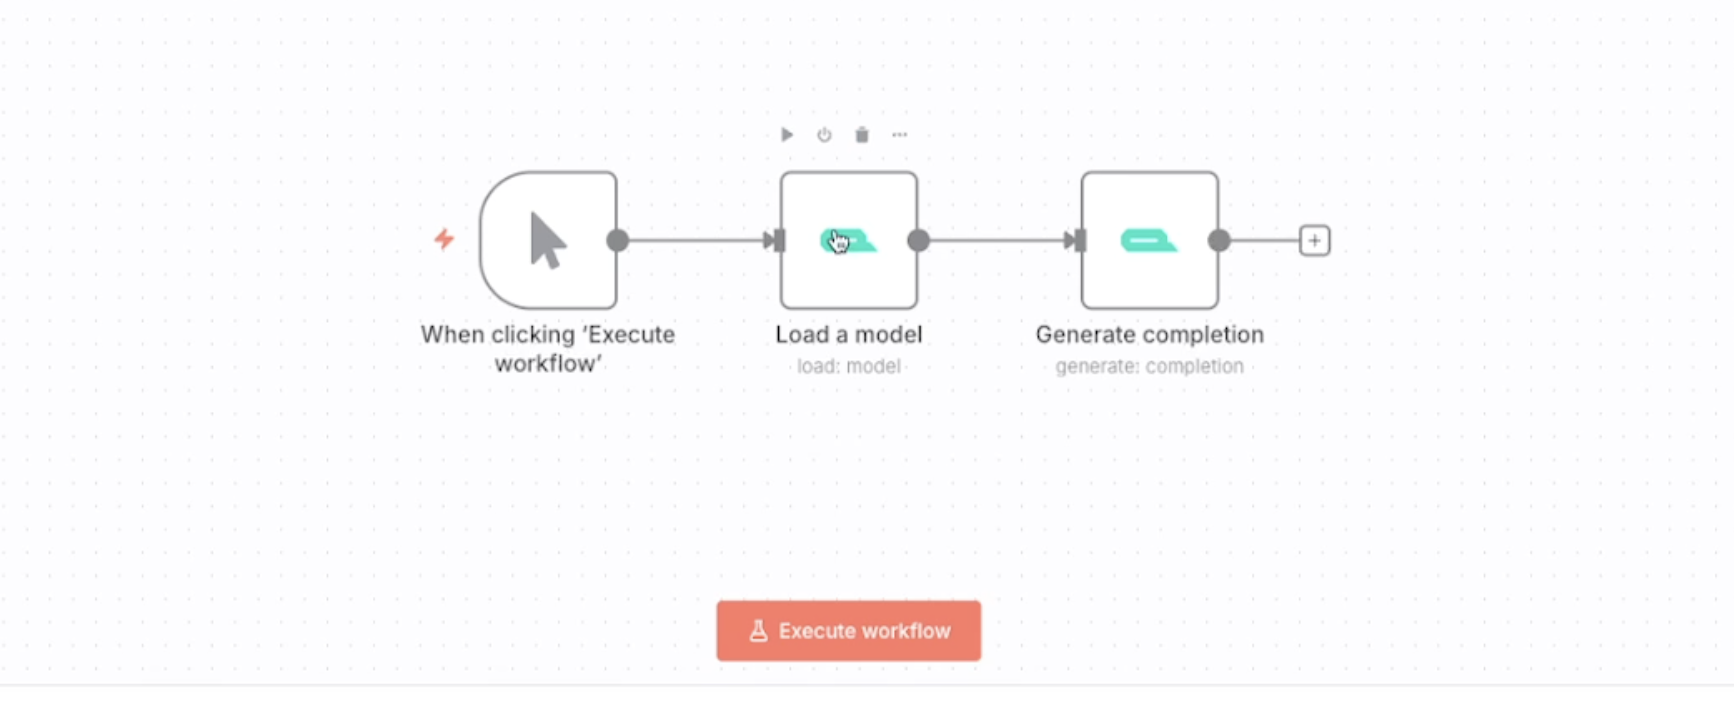 When clicking ‘Execute
workflow’
Load a model
load: model
Generate completion
generate: completion
Execute workflow